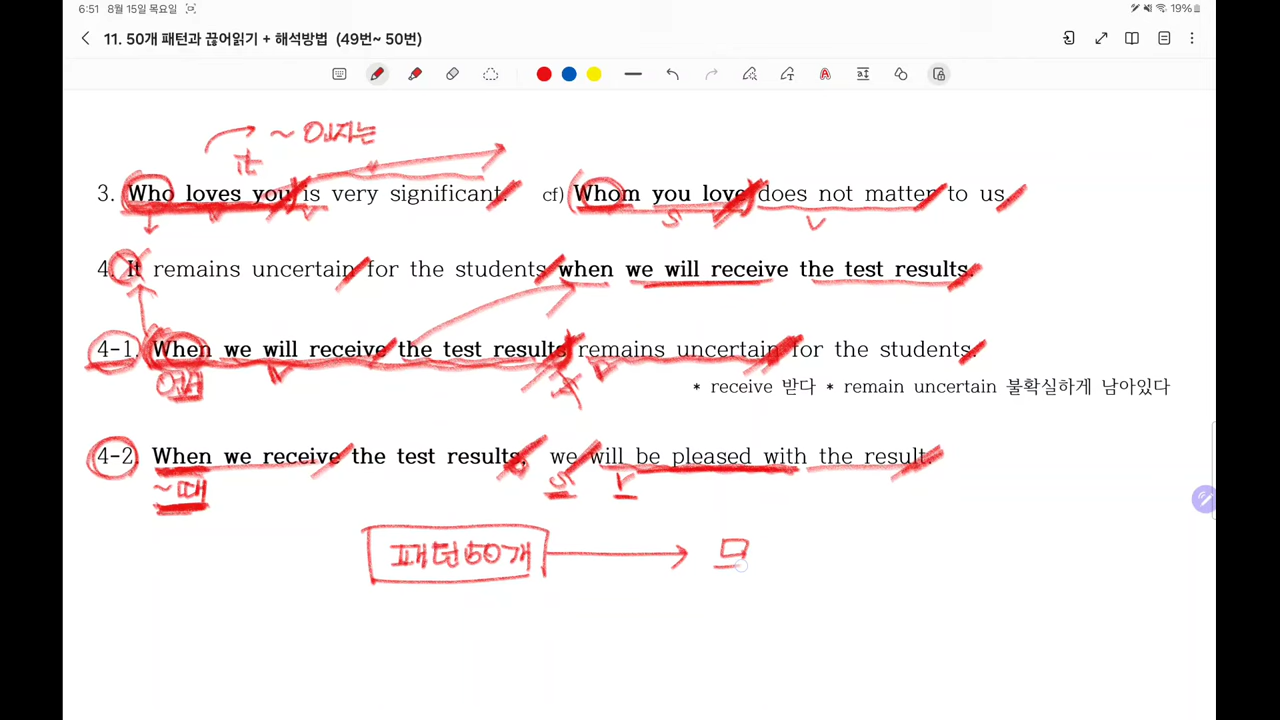 6:51 8월 15일 목요일 19%
11. 50개 패턴과 끊어읽기 + 해석방법 (49번~ 50번)
~ 여자는
it
3. Who loves you is very significant. cf) Whom you love does not matter to us.
V V S V
4. It remains uncertain for the students when we will receive the test results.
4-1. When we will receive the test results remains uncertain for the students.
언제 V V
* receive 받다 * remain uncertain 불확실하게 남아있다
4-2. When we receive the test results, we will be pleased with the result.
~때 S V
패턴50개